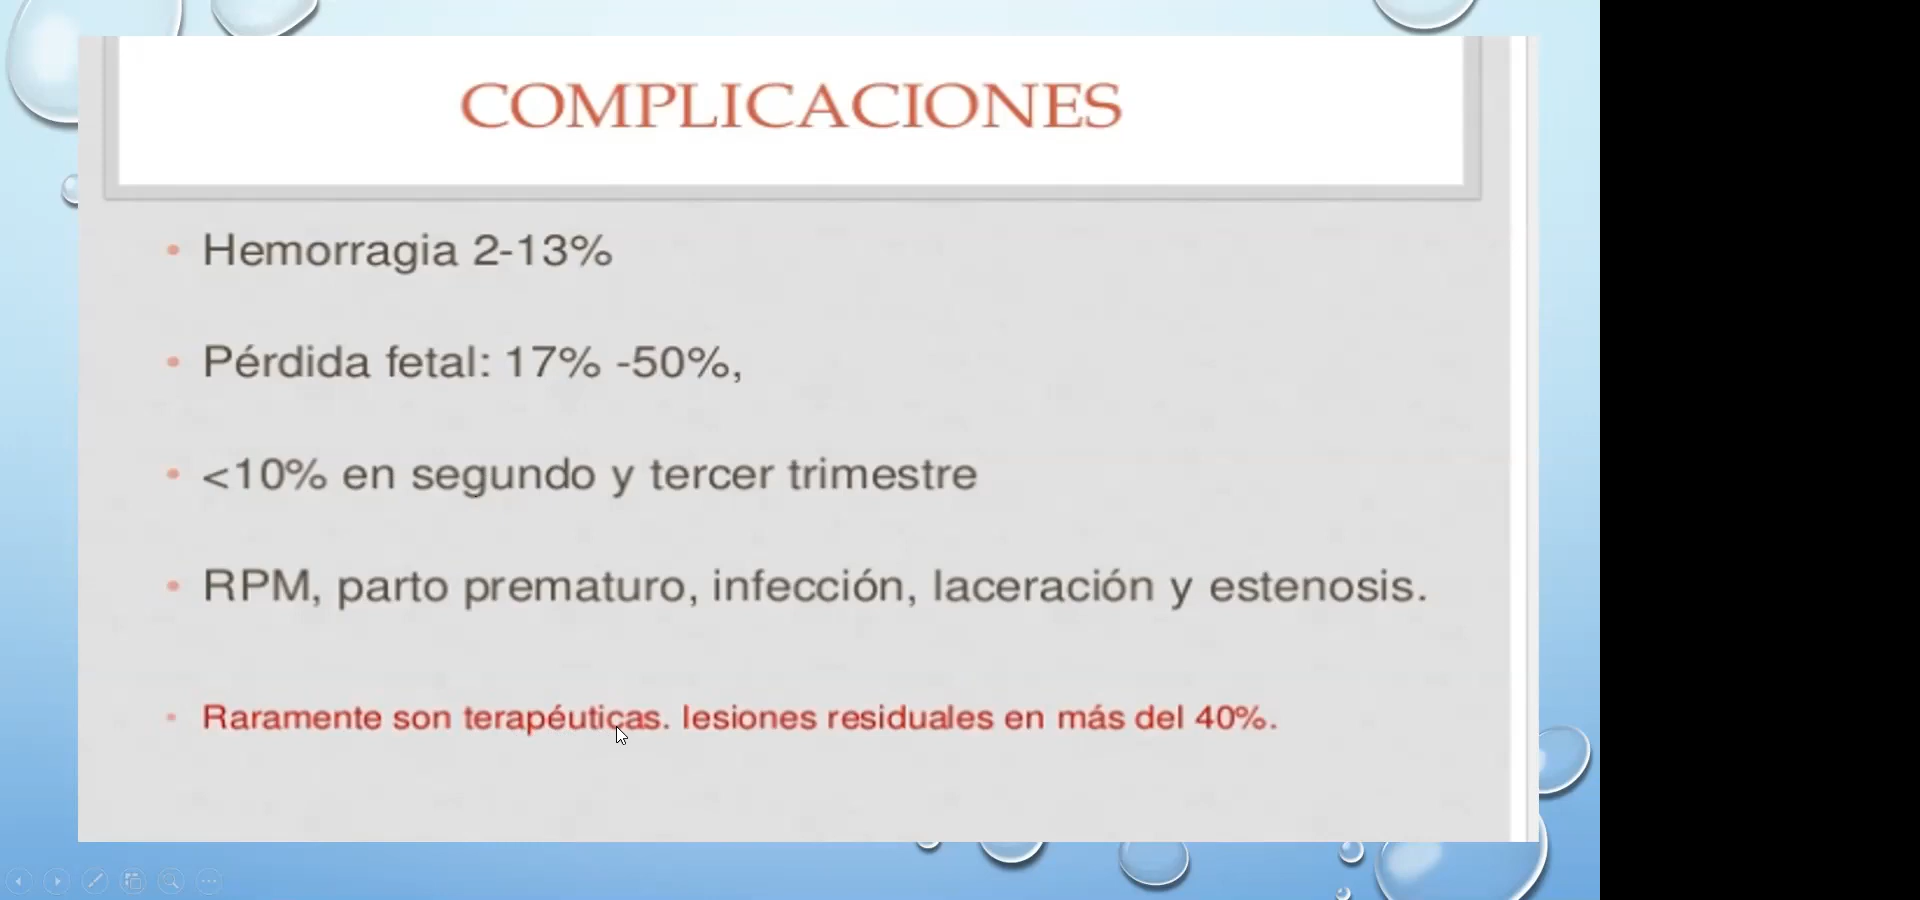 COMPLICACIONES
• Hemorragia 2-13%
• Pérdida fetal: 17% -50%,
• <10% en segundo y tercer trimestre
• RPM, parto prematuro, infección, laceración y estenosis.
• Raramente son terapéuticas. lesiones residuales en más del 40%.